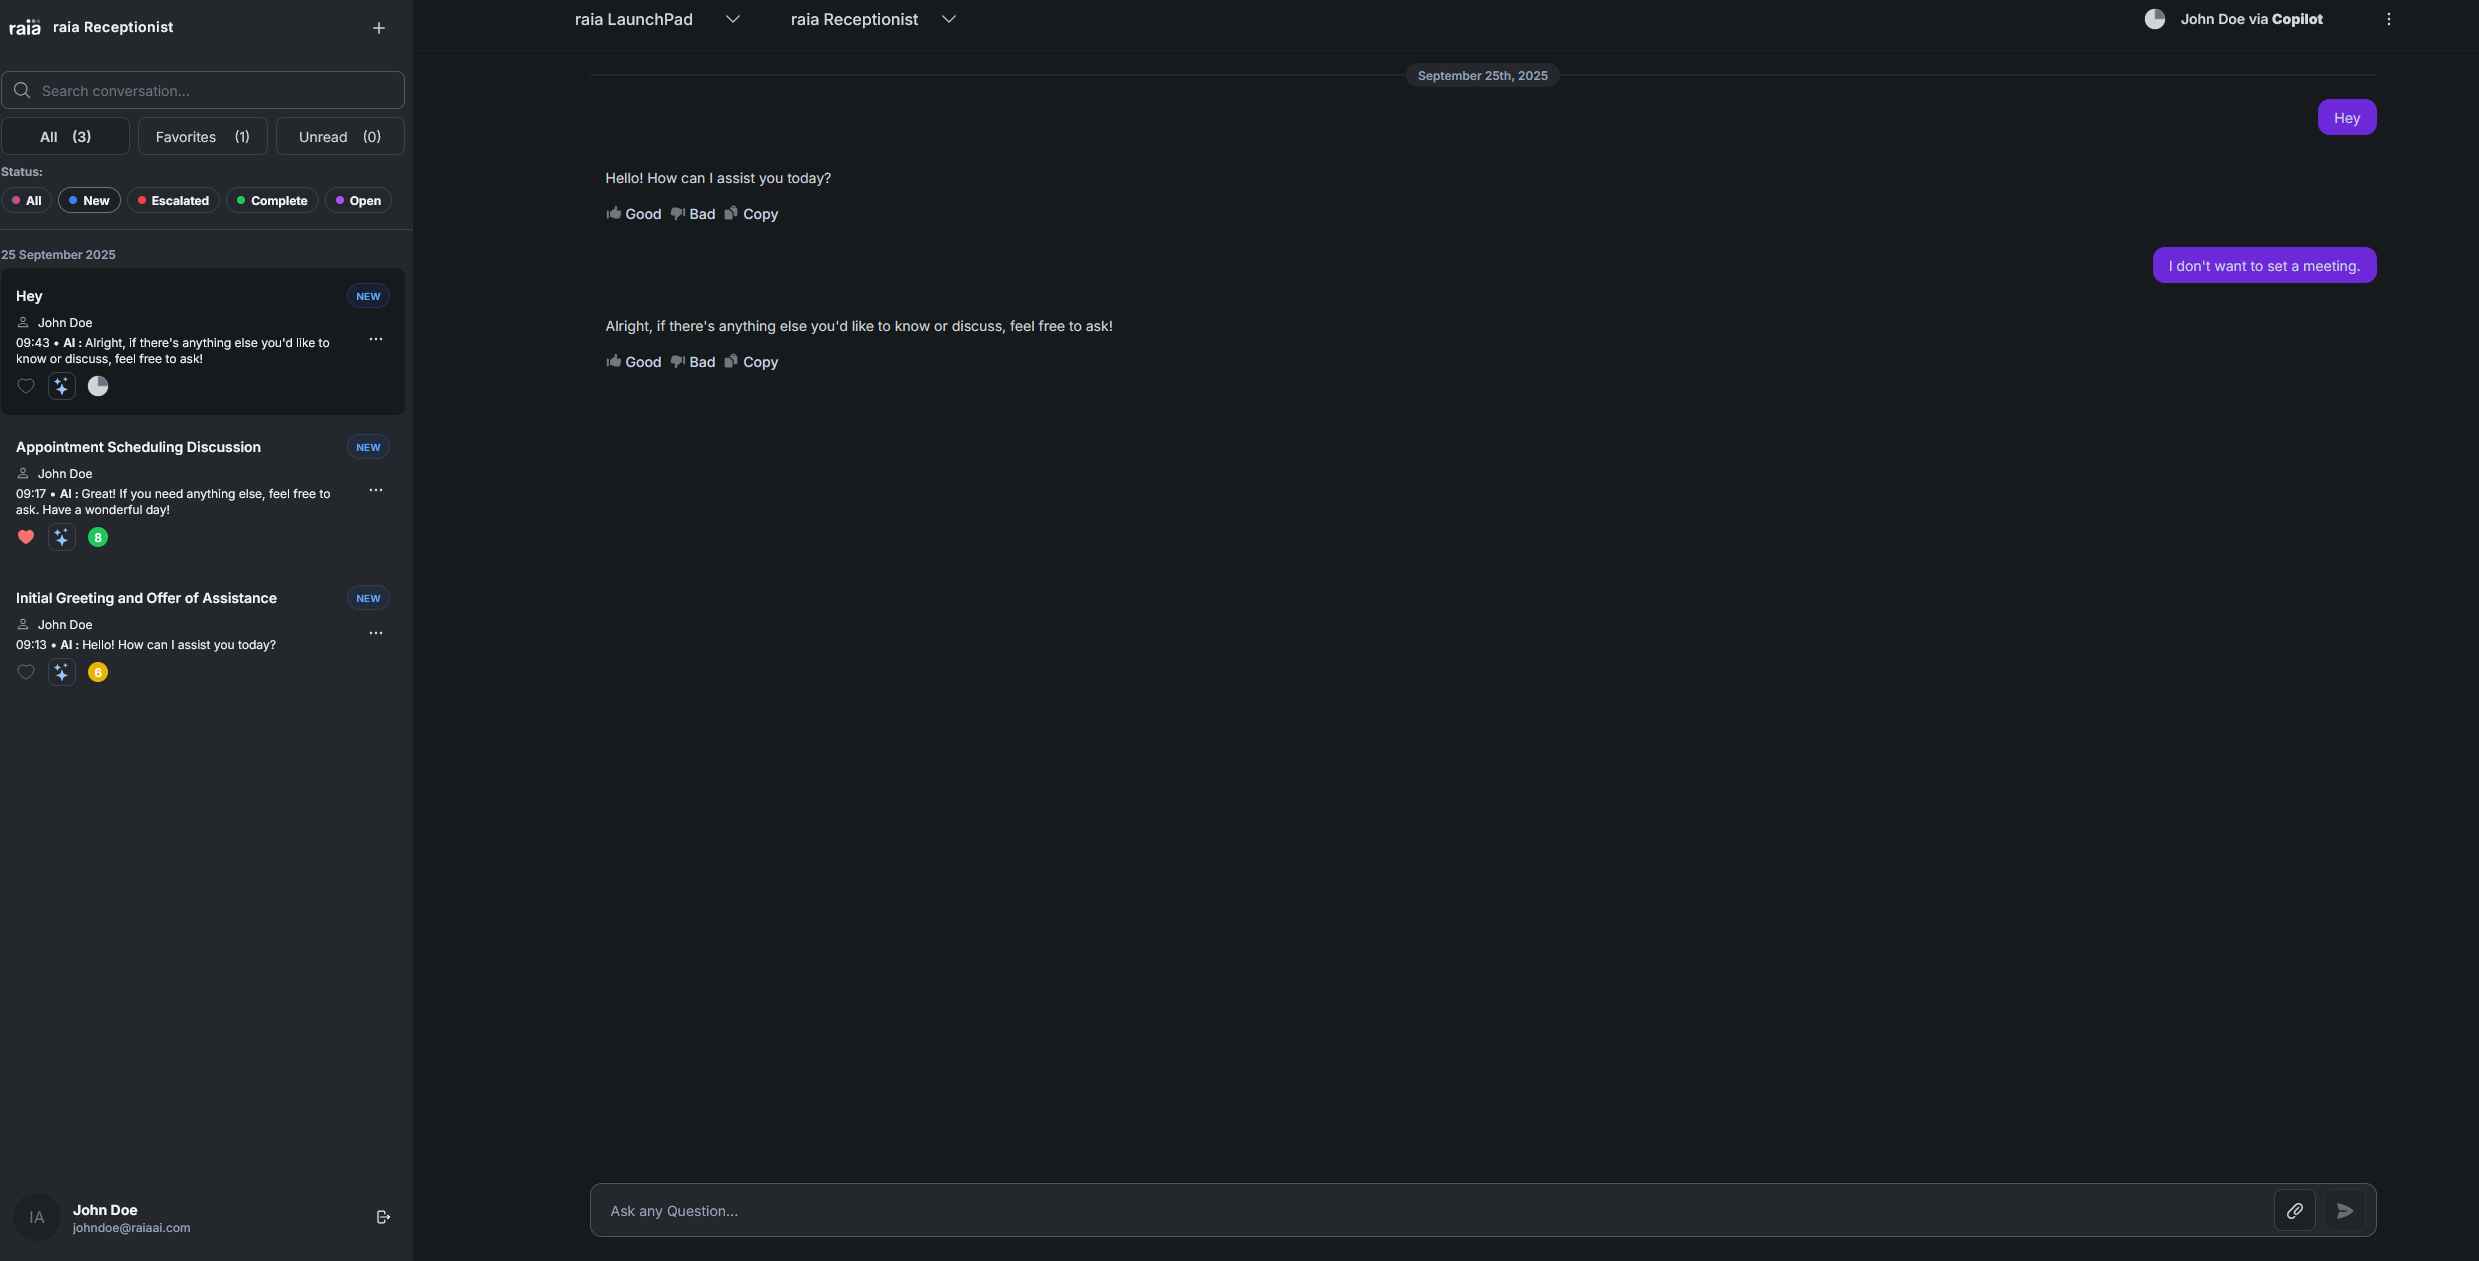 raia raia Receptionist
Search conversation...
All (3) Favorites (1) Unread (0)
Status:
All New Escalated Complete Open
25 September 2025
Hey NEW
John Doe
09:43 • AI : Alright, if there's anything else you'd like to
know or discuss, feel free to ask!
Appointment Scheduling Discussion NEW
John Doe
09:17 • AI : Great! If you need anything else, feel free to
ask. Have a wonderful day!
8
Initial Greeting and Offer of Assistance NEW
John Doe
09:13 • AI : Hello! How can I assist you today?
6
IA
John Doe
johndoe@raiaai.com
raia LaunchPad raia Receptionist John Doe via Copilot
September 25th, 2025
Hey
Hello! How can I assist you today?
Good Bad Copy
I don't want to set a meeting.
Alright, if there's anything else you'd like to know or discuss, feel free to ask!
Good Bad Copy
Ask any Question...